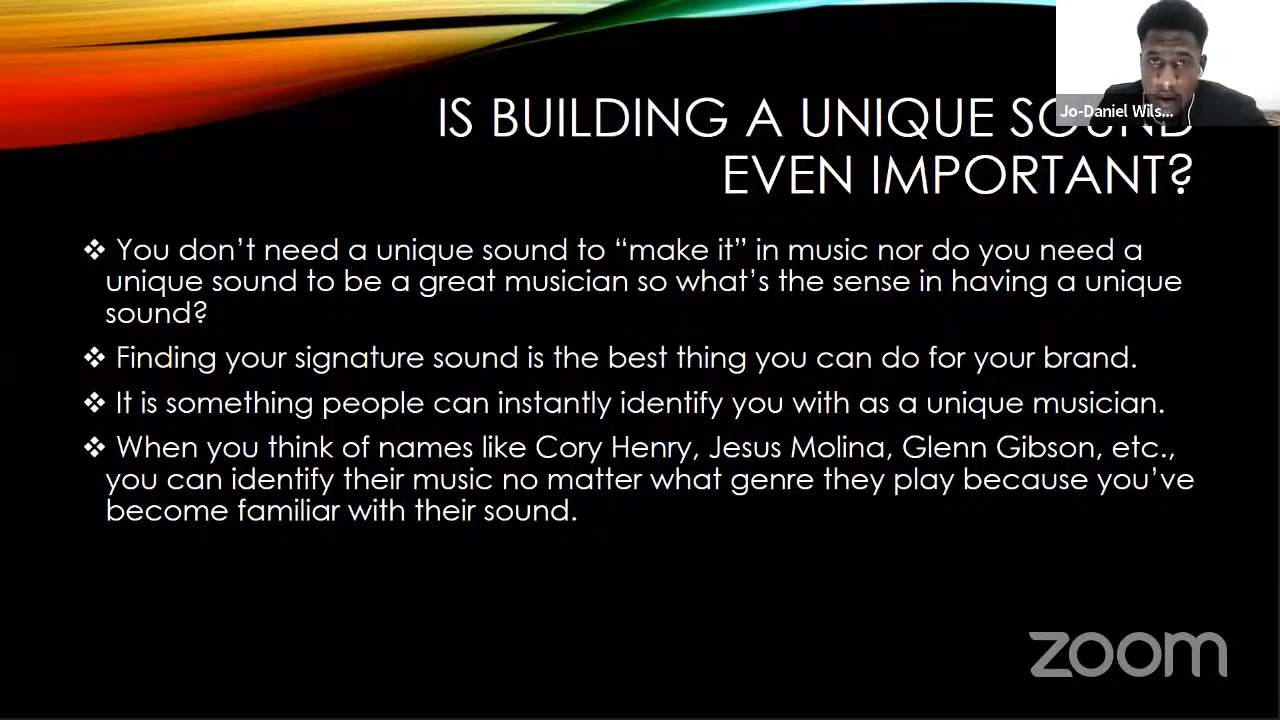 IS BUILDING A UNIQUE SOUND
EVEN IMPORTANT?
Jo-Daniel Wils...
❖ You don’t need a unique sound to “make it” in music nor do you need a
unique sound to be a great musician so what’s the sense in having a unique
sound?
❖ Finding your signature sound is the best thing you can do for your brand.
❖ It is something people can instantly identify you with as a unique musician.
❖ When you think of names like Cory Henry, Jesus Molina, Glenn Gibson, etc.,
you can identify their music no matter what genre they play because you’ve
become familiar with their sound.
zoom